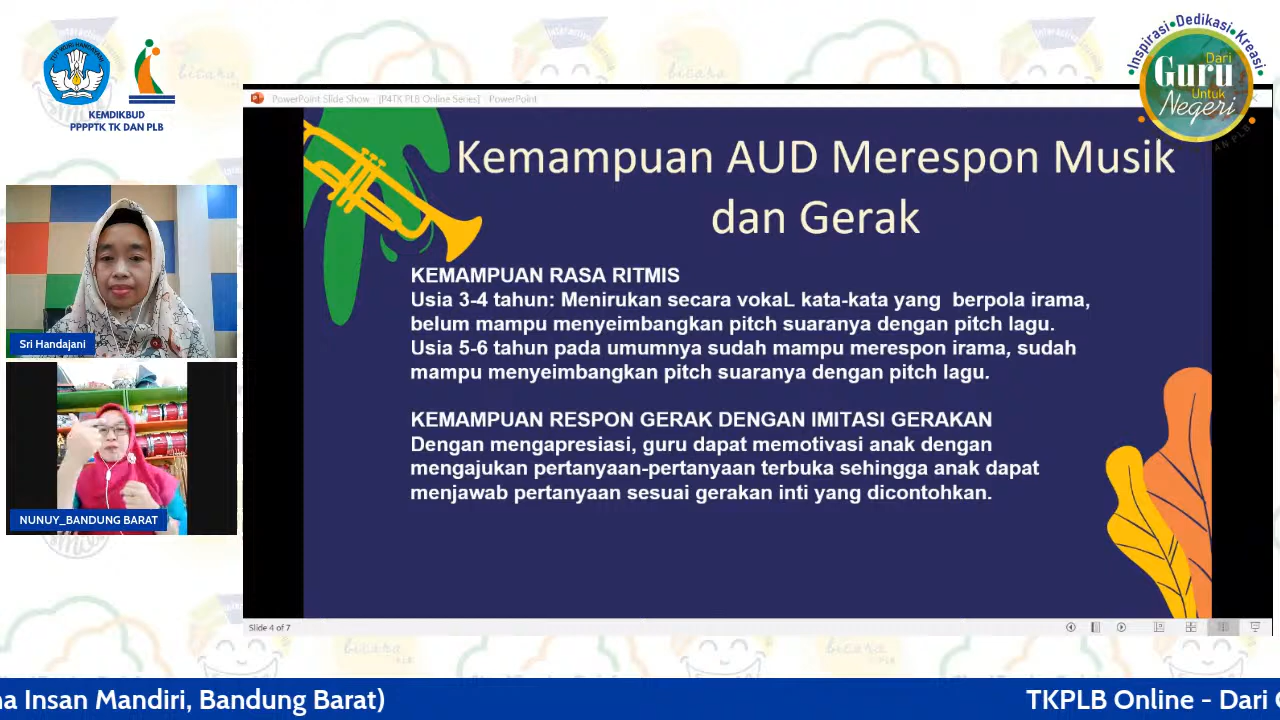 KEMDIKBUD
PPPPTK TK DAN PLB
Inspirasi • Dedikasi • Kreasi
Dari
Guru
Untuk
Negeri
PowerPoint Slide Show - [P4TK PLB Online Series] - PowerPoint
Kemampuan AUD Merespon Musik
dan Gerak
KEMAMPUAN RASA RITMIS
Usia 3-4 tahun: Menirukan secara vokaL kata-kata yang berpola irama,
belum mampu menyeimbangkan pitch suaranya dengan pitch lagu.
Usia 5-6 tahun pada umumnya sudah mampu merespon irama, sudah
mampu menyeimbangkan pitch suaranya dengan pitch lagu.
KEMAMPUAN RESPON GERAK DENGAN IMITASI GERAKAN
Dengan mengapresiasi, guru dapat memotivasi anak dengan
mengajukan pertanyaan-pertanyaan terbuka sehingga anak dapat
menjawab pertanyaan sesuai gerakan inti yang dicontohkan.
Sri Handajani
NUNUY_BANDUNG BARAT
Slide 4 of 7
na Insan Mandiri, Bandung Barat)
TKPLB Online - Dari